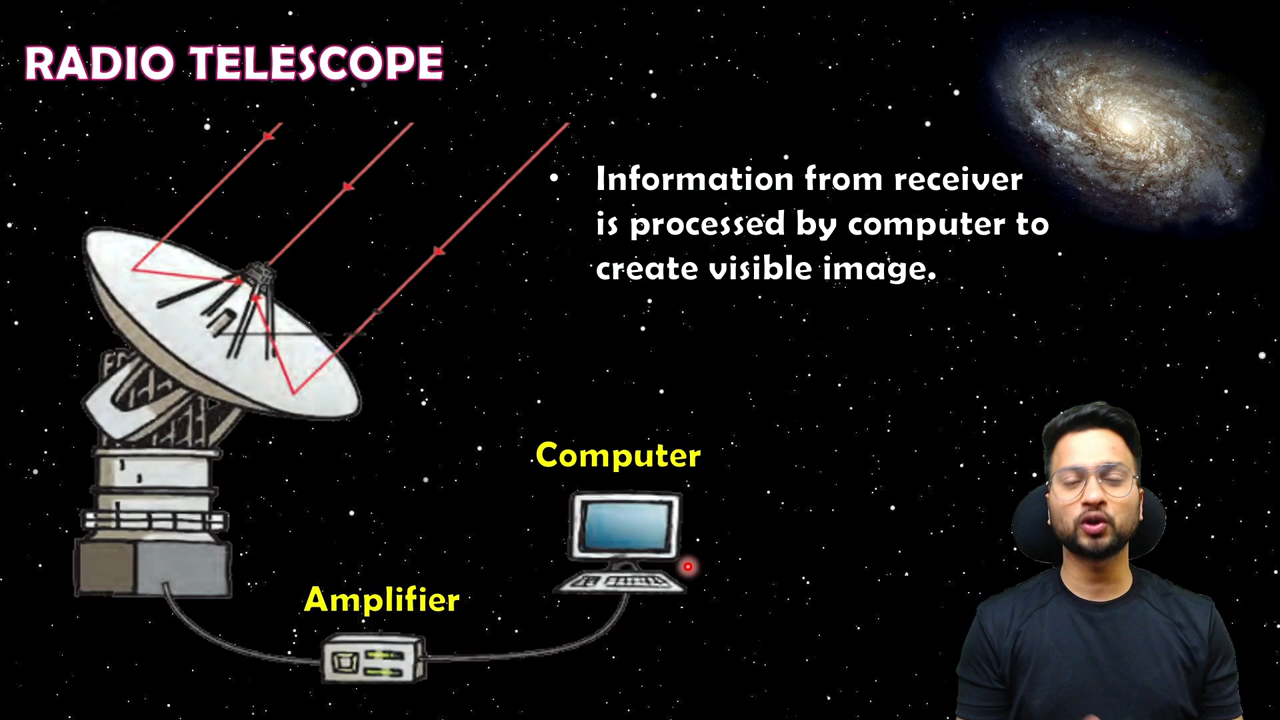 RADIO TELESCOPE
• Information from receiver
is processed by computer to
create visible image.
Computer
Amplifier